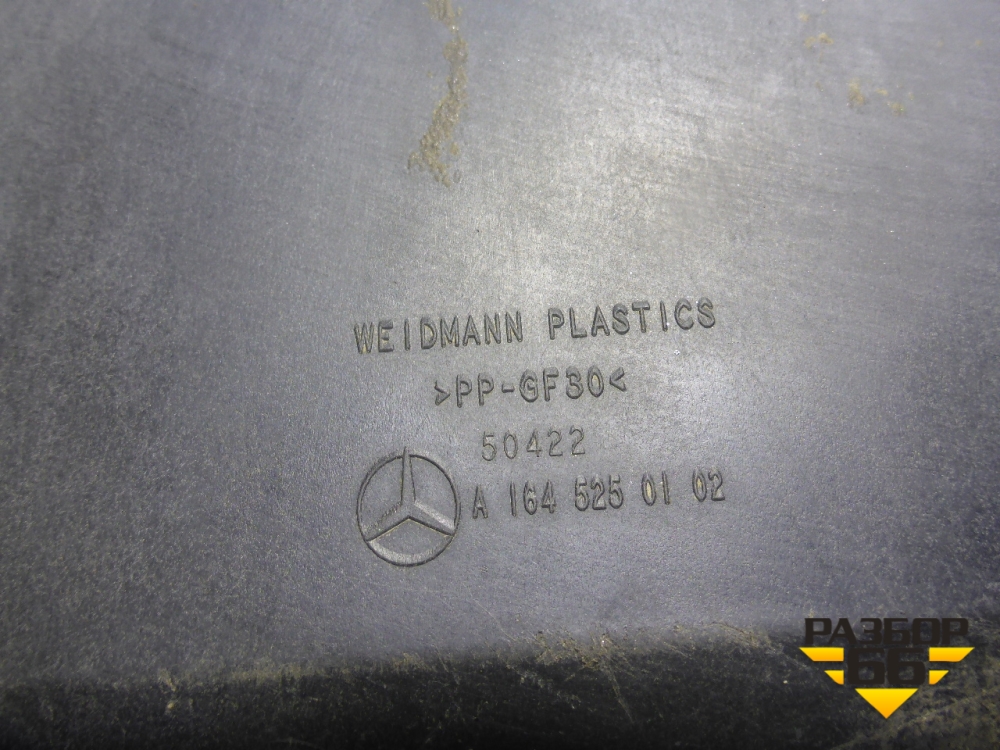 WEIDMANN PLASTICS
>PP-GF30<
50422
A 164 525 01 02
РАЗБОР
66